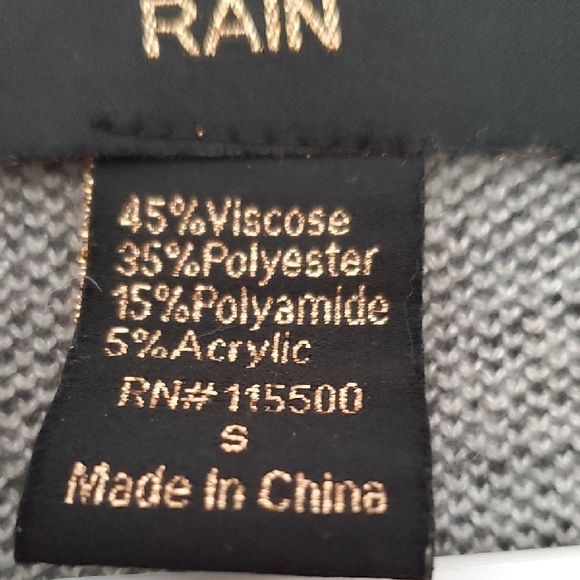 RAIN
45%Viscose
35%Polyester
15%Polyamide
5%Acrylic
RN# 115500
S
Made In China